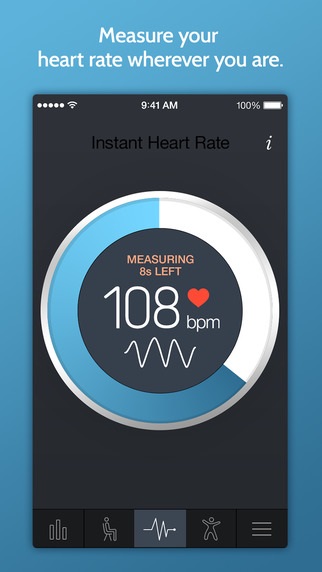 Measure your
heart rate wherever you are.
9:41 AM
100%
Instant Heart Rate
i
MEASURING
8s LEFT
108 bpm